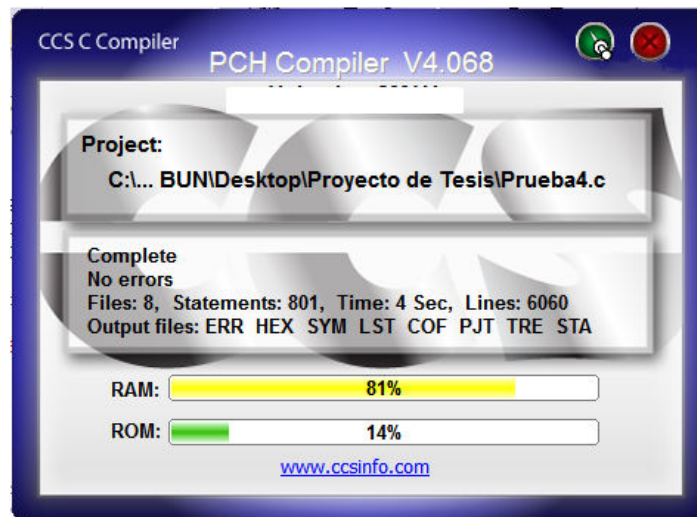 CCS C Compiler
PCH Compiler V4.068
Project:
C:\... BUN\Desktop\Proyecto de Tesis\Prueba4.c
Complete
No errors
Files: 8, Statements: 801, Time: 4 Sec, Lines: 6060
Output files: ERR HEX SYM LST COF PJT TRE STA
RAM: 81%
ROM: 14%
www.ccsinfo.com